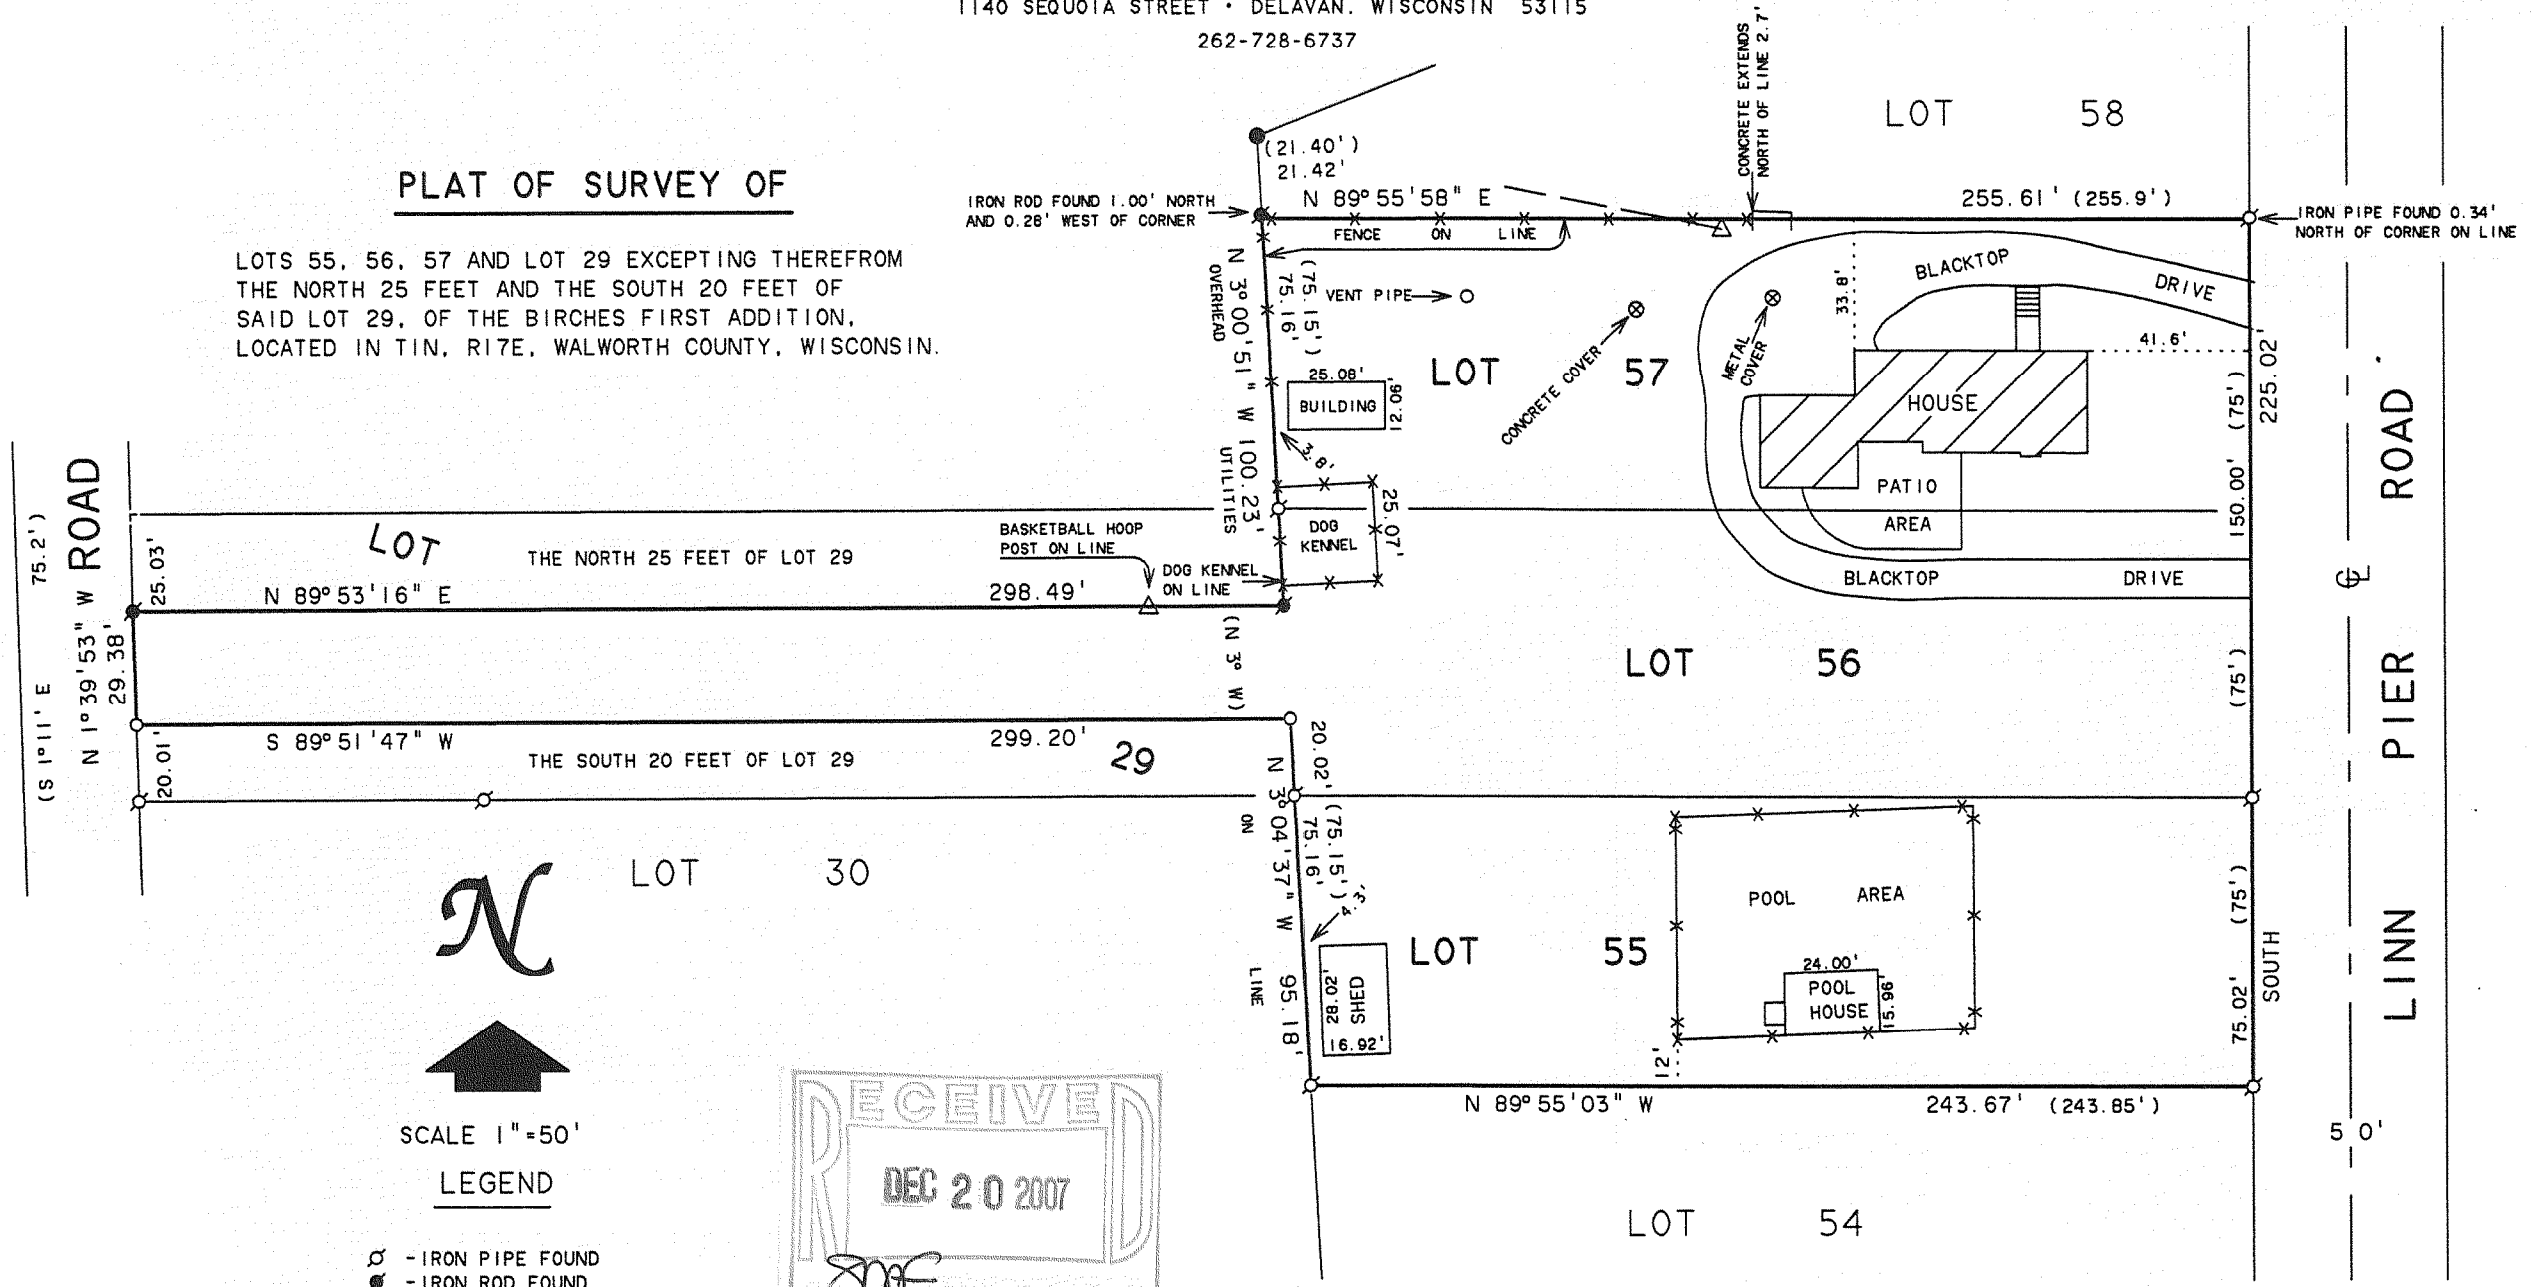 1140 SEQUOIA STREET • DELAVAN, WISCONSIN 53115
262-728-6737
PLAT OF SURVEY OF
LOTS 55, 56, 57 AND LOT 29 EXCEPTING THEREFROM
THE NORTH 25 FEET AND THE SOUTH 20 FEET OF
SAID LOT 29, OF THE BIRCHES FIRST ADDITION,
LOCATED IN T1N, R17E, WALWORTH COUNTY, WISCONSIN.
CONCRETE EXTENDS
NORTH OF LINE 2.7'
LOT 58
(21.40')
21.42'
IRON ROD FOUND 1.00' NORTH
AND 0.28' WEST OF CORNER
N 89°55'58" E
255.61' (255.9')
IRON PIPE FOUND 0.34'
NORTH OF CORNER ON LINE
FENCE ON LINE
N 3°00'51" W 100.23'
(75.15')
75.16'
OVERHEAD
UTILITIES
VENT PIPE
CONCRETE COVER
METAL
COVER
33.8'
BLACKTOP DRIVE
41.6'
LOT 57
25.08'
BUILDING
12.06'
3.8'
HOUSE
PATIO
AREA
(75')
225.02'
150.00'
25.07'
DOG
KENNEL
BASKETBALL HOOP
POST ON LINE
DOG KENNEL
ON LINE
BLACKTOP DRIVE
75.2')
(S 1°11' E
ROAD
N 1°39'53" W
29.38'
25.03'
LOT
THE NORTH 25 FEET OF LOT 29
N 89°53'16" E
298.49'
(N 3° W)
LOT 56
(75')
S 89°51'47" W
299.20'
THE SOUTH 20 FEET OF LOT 29
29
20.01'
20.02'
N 3°04'37" W 95.18'
(75.15')
75.16'
ON
LINE
4.3'
LOT 30
N
SCALE 1"=50'
LEGEND
-IRON PIPE FOUND
-IRON ROD FOUND
RECEIVED
DEC 20 2007
28.02'
SHED
16.92'
LOT 55
POOL AREA
24.00'
POOL
HOUSE
15.96'
12'
(75')
75.02'
SOUTH
N 89°55'03" W
243.67' (243.85')
LOT 54
LINN PIER ROAD
℄
50'